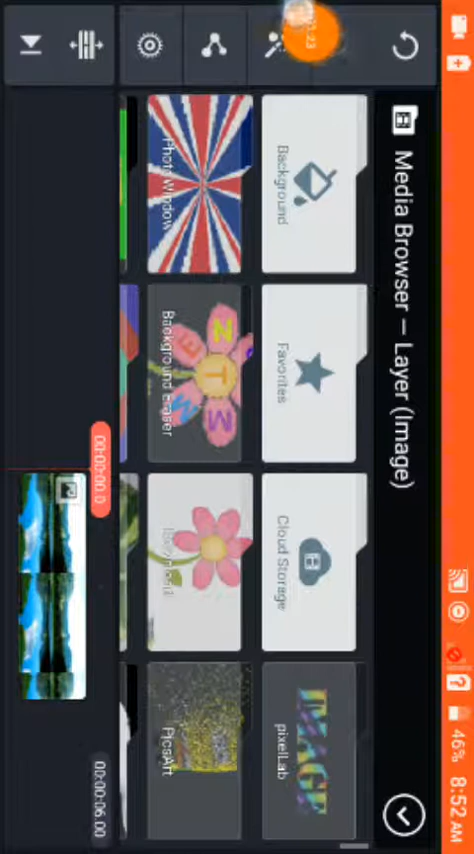 46% 8:52 AM
Media Browser – Layer (Image)
Background
Favorites
Cloud Storage
pixelLab
IMAGE
Photo Window
Background Eraser
PicsArt
00:00:00.0
00:00:06.00